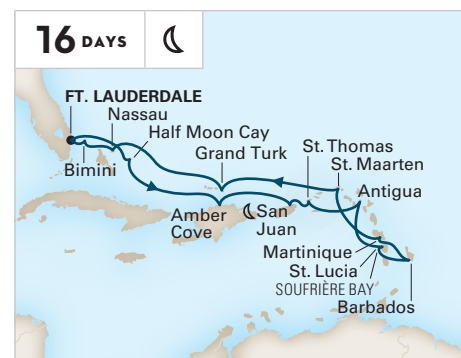 16 DAYS
FT. LAUDERDALE
Nassau
Half Moon Cay
Bimini
Grand Turk
St. Thomas
St. Maarten
Antigua
Amber
Cove
San
Juan
Martinique
St. Lucia
SOUFRIÈRE BAY
Barbados